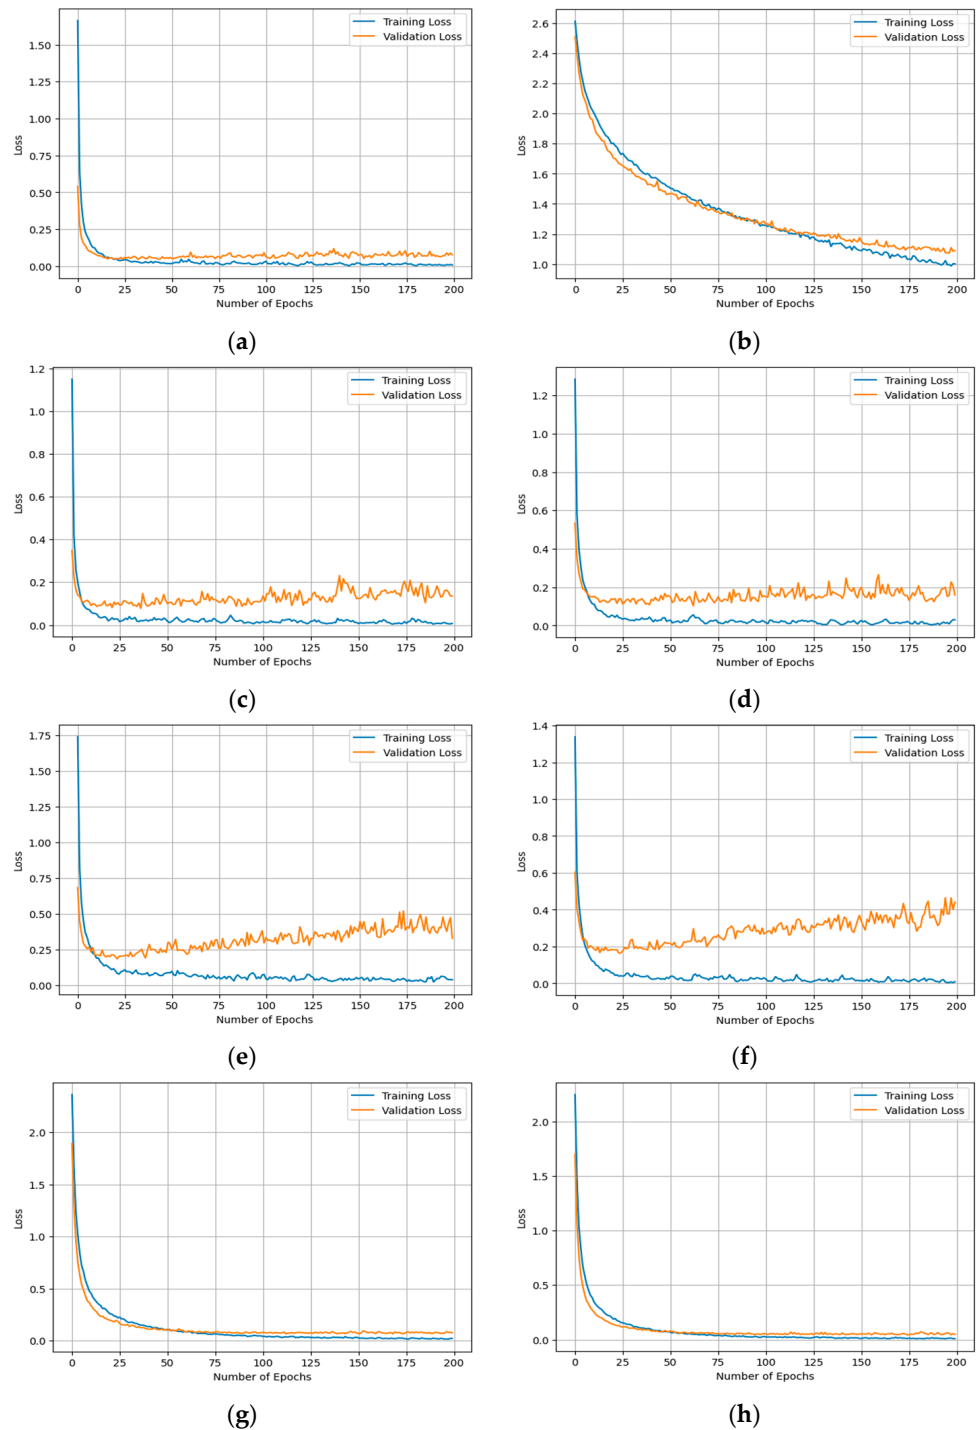 Training Loss
Validation Loss
1.50
1.25
1.00
0.75
0.50
0.25
0.00
Loss
0 25 50 75 100 125 150 175 200
Number of Epochs
(a)
Training Loss
Validation Loss
2.6
2.4
2.2
2.0
1.8
1.6
1.4
1.2
1.0
Loss
0 25 50 75 100 125 150 175 200
Number of Epochs
(b)
Training Loss
Validation Loss
1.2
1.0
0.8
0.6
0.4
0.2
0.0
Loss
0 25 50 75 100 125 150 175 200
Number of Epochs
(c)
Training Loss
Validation Loss
1.2
1.0
0.8
0.6
0.4
0.2
0.0
Loss
0 25 50 75 100 125 150 175 200
Number of Epochs
(d)
Training Loss
Validation Loss
1.75
1.50
1.25
1.00
0.75
0.50
0.25
0.00
Loss
0 25 50 75 100 125 150 175 200
Number of Epochs
(e)
Training Loss
Validation Loss
1.4
1.2
1.0
0.8
0.6
0.4
0.2
0.0
Loss
0 25 50 75 100 125 150 175 200
Number of Epochs
(f)
Training Loss
Validation Loss
2.0
1.5
1.0
0.5
0.0
Loss
0 25 50 75 100 125 150 175 200
Number of Epochs
(g)
Training Loss
Validation Loss
2.0
1.5
1.0
0.5
0.0
Loss
0 25 50 75 100 125 150 175 200
Number of Epochs
(h)